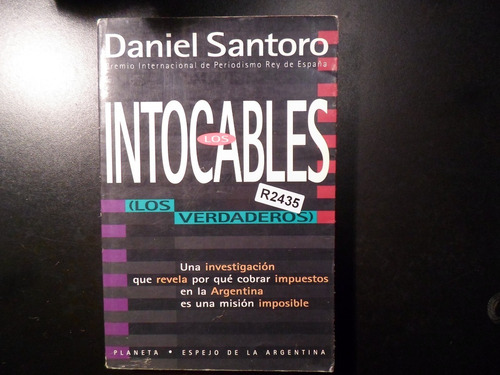 Daniel Santoro
Premio Internacional de Periodismo Rey de España
LOS
INTOCABLES
R2435
(LOS
VERDADEROS)
Una investigación
que revela por qué cobrar impuestos
en la Argentina
es una misión imposible
PLANETA • ESPEJO DE LA ARGENTINA